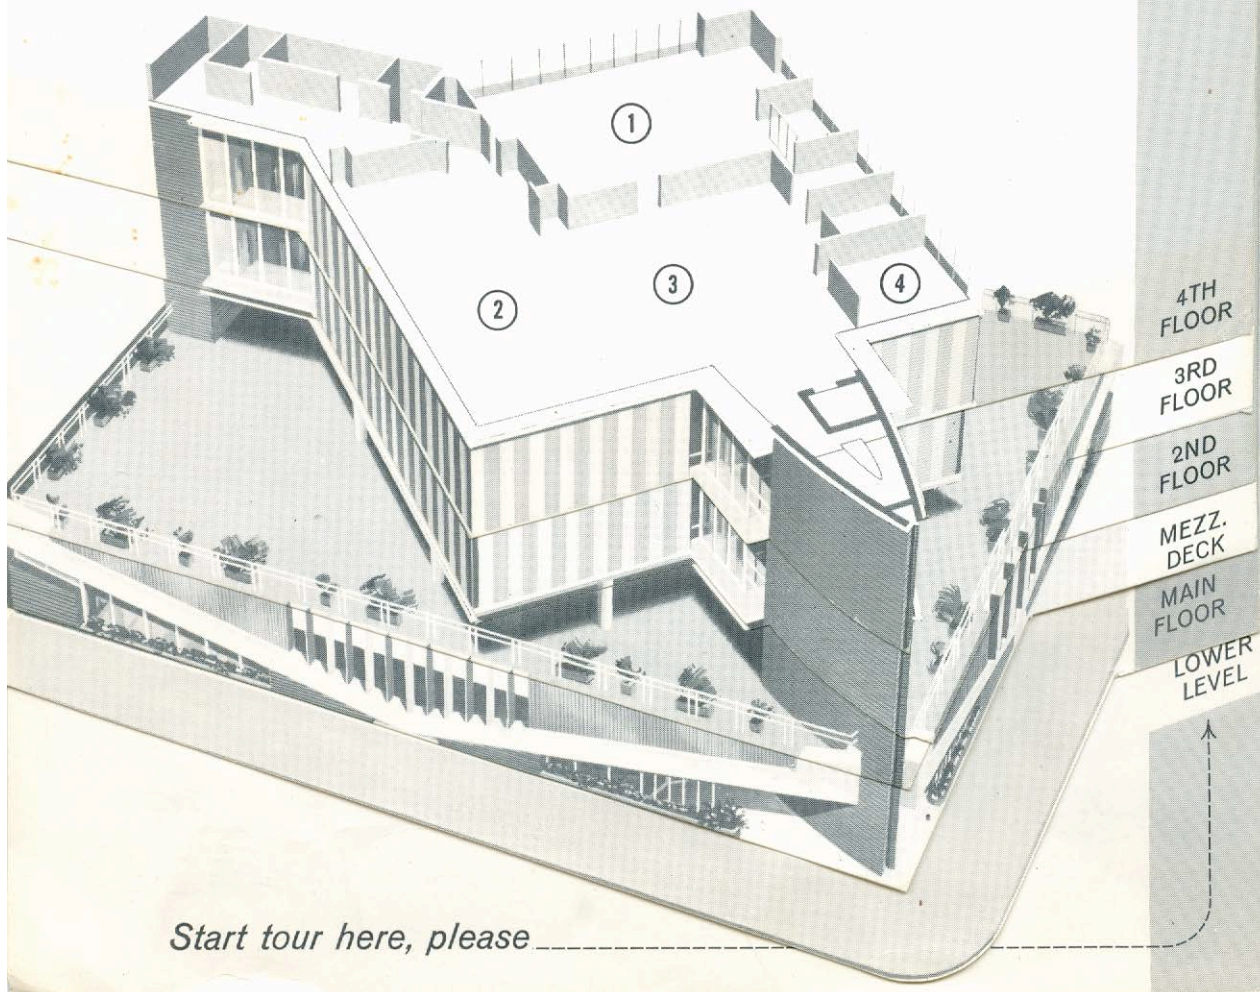 1
2
3
4
4TH
FLOOR
3RD
FLOOR
2ND
FLOOR
MEZZ.
DECK
MAIN
FLOOR
LOWER
LEVEL
Start tour here, please